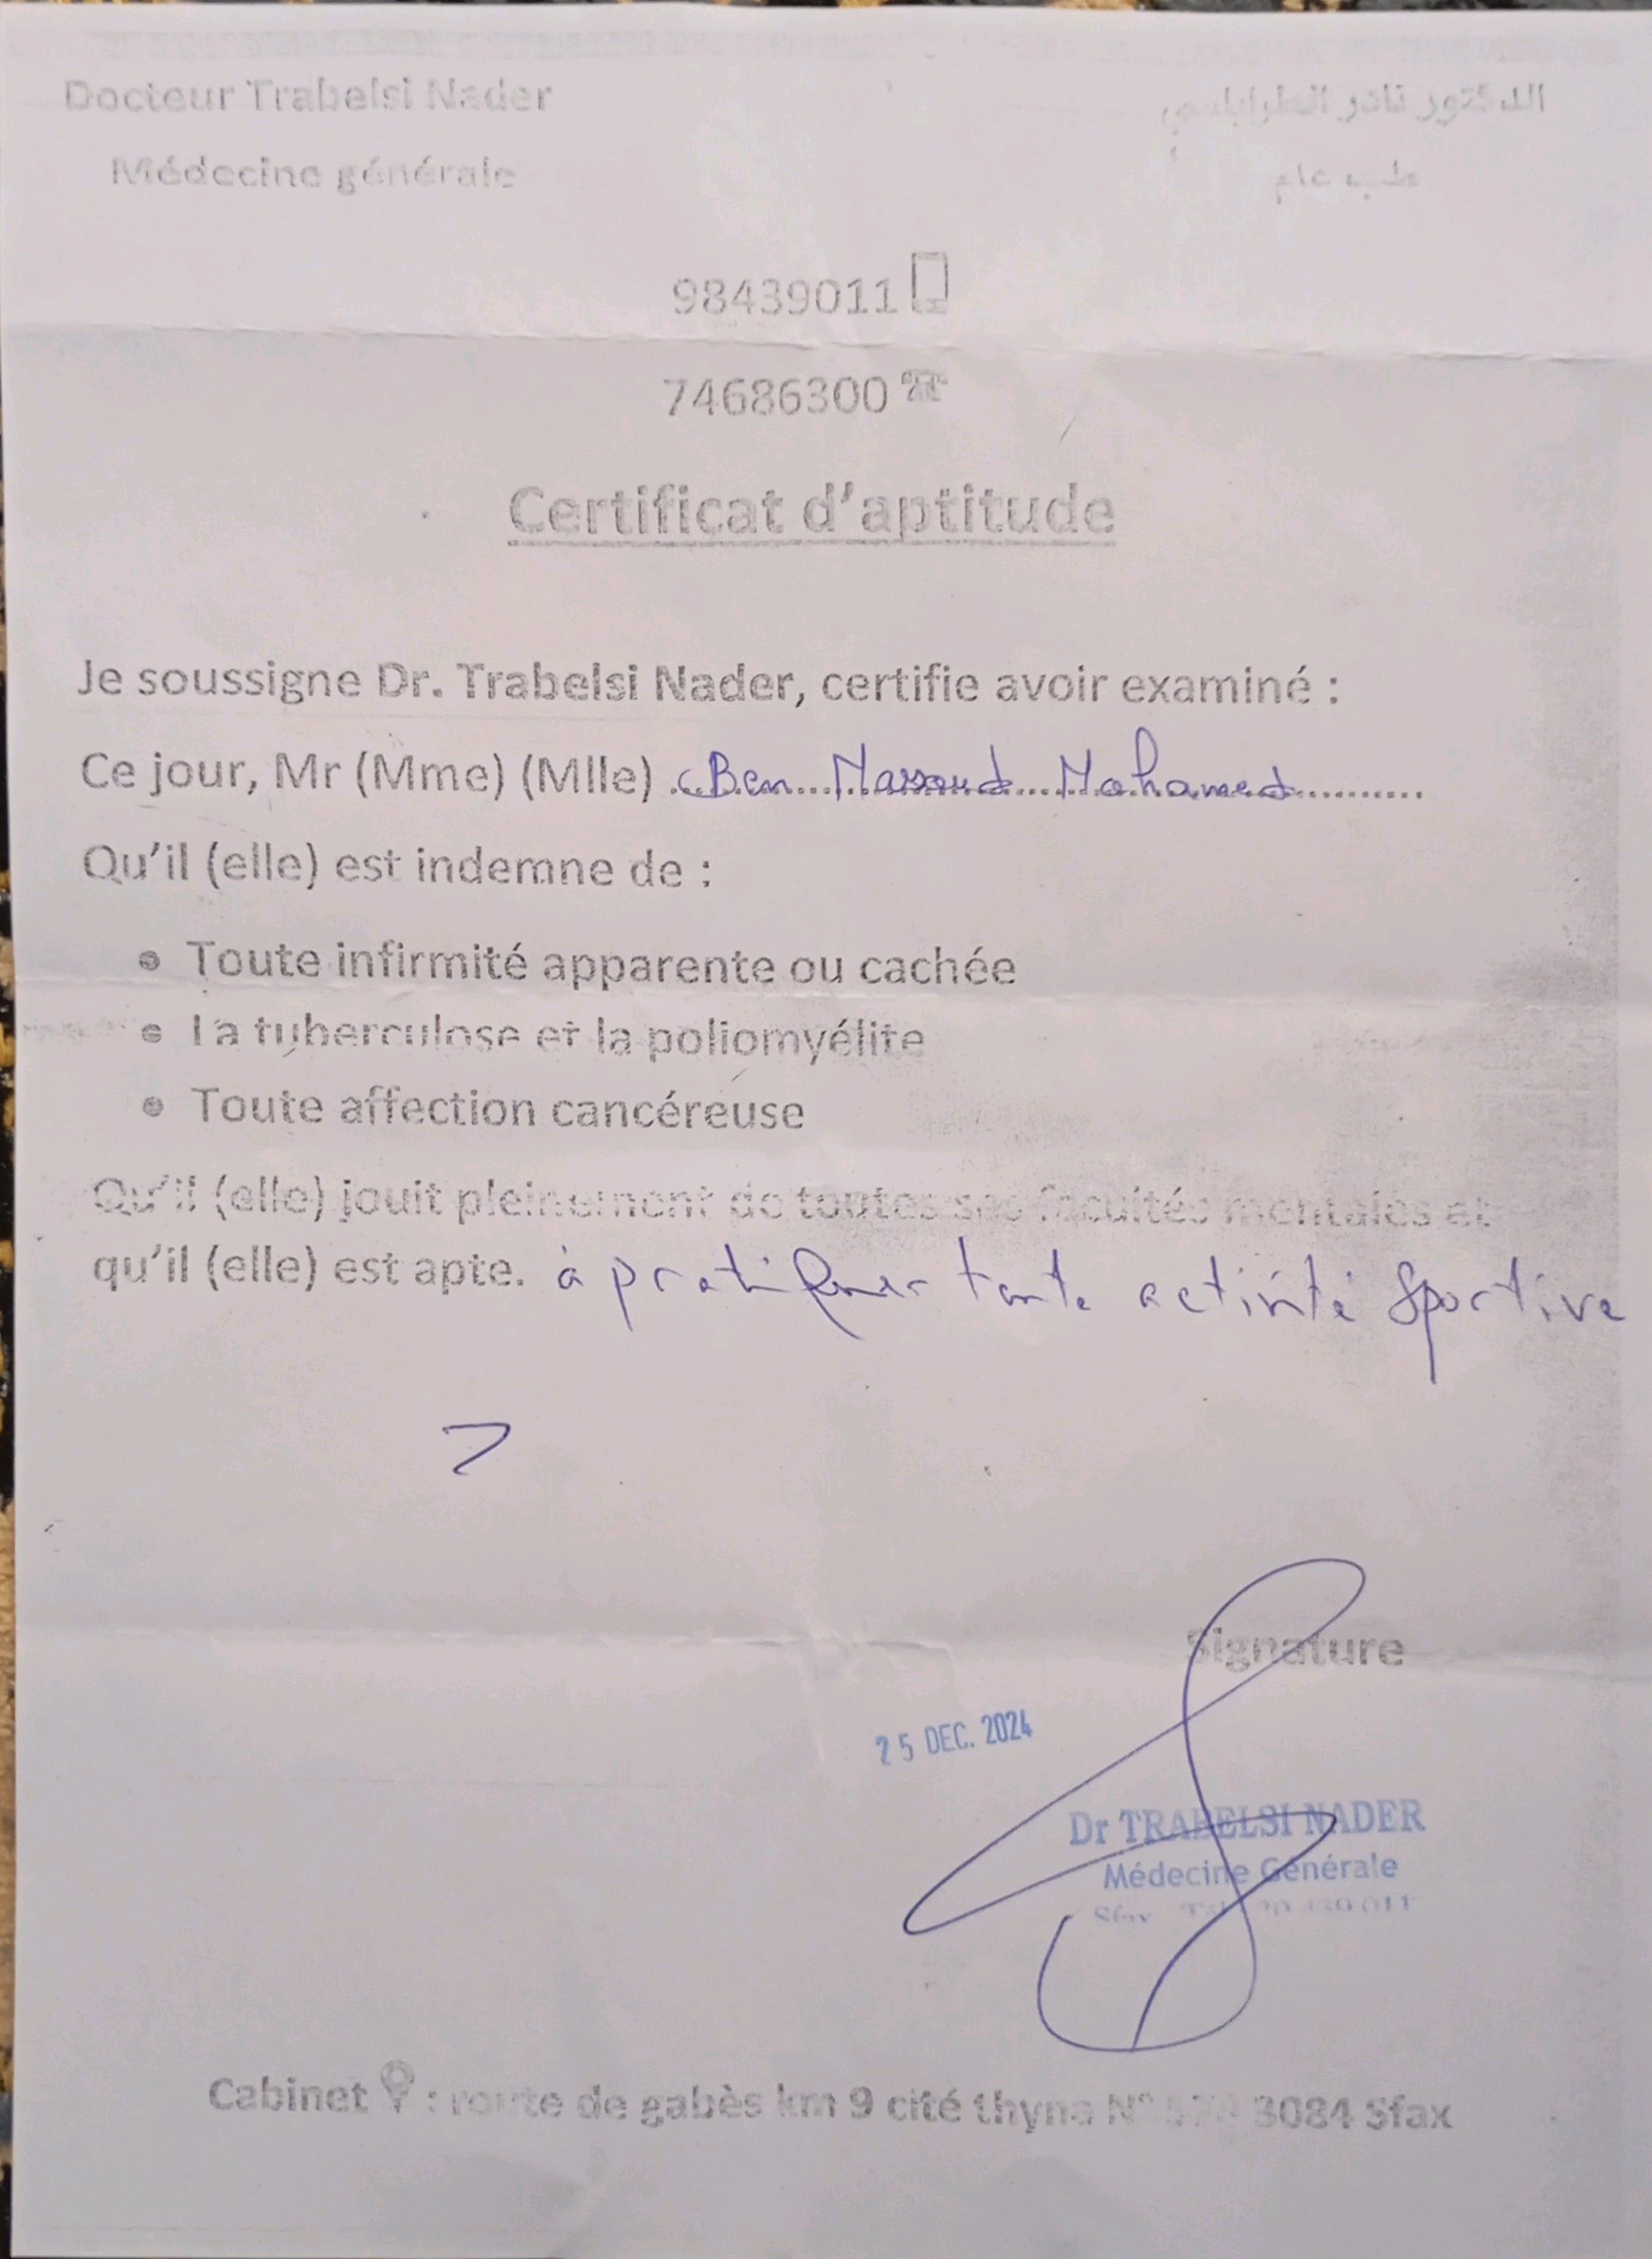 Docteur Trabelsi Nader
الدكتور نادر الطرابلسي
Médecine générale
طب عام
98439011
74686300
Certificat d'aptitude
Je soussigne Dr. Trabelsi Nader, certifie avoir examiné :
Ce jour, Mr (Mme) (Mlle) Ben Massoud Mohamed
Qu'il (elle) est indemne de :
• Toute infirmité apparente ou cachée
• La tuberculose et la poliomyélite
• Toute affection cancéreuse
Qu'il (elle) jouit pleinement de toutes ses facultés mentales et
qu'il (elle) est apte. à pratiquer toute activité sportive
Signature
25 DEC. 2024
Dr TRABELSI NADER
Médecine Générale
Sfax
Cabinet : route de gabès km 9 cité thyna N° 3084 Sfax